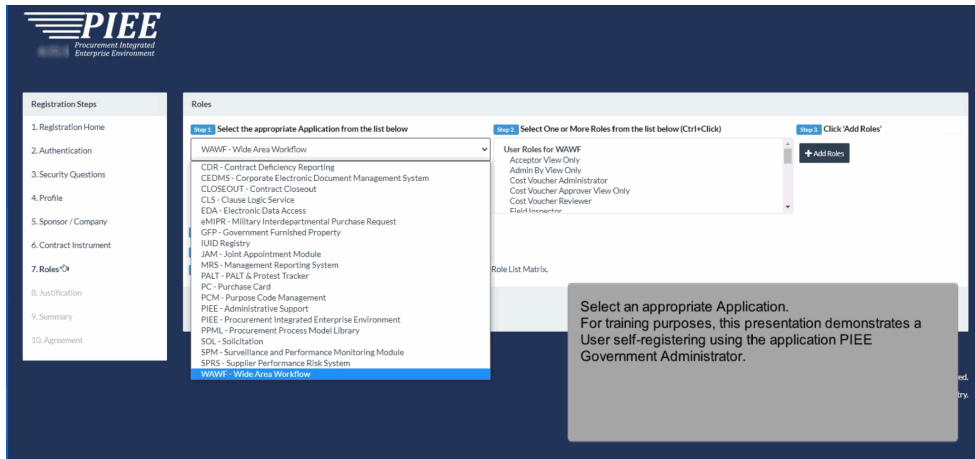 PIEE
Procurement Integrated
Enterprise Environment
Registration Steps
1. Registration Home
2. Authentication
3. Security Questions
4. Profile
5. Sponsor / Company
6. Contract Instrument
7. Roles
8. Justification
9. Summary
10. Agreement
Roles
Step 1. Select the appropriate Application from the list below
WAWF - Wide Area Workflow
CDR - Contract Deficiency Reporting
CEDMS - Corporate Electronic Document Management System
CLOSEOUT - Contract Closeout
CLS - Clause Logic Service
EDA - Electronic Data Access
eMIPR - Military Interdepartmental Purchase Request
GFP - Government Furnished Property
IUID Registry
JAM - Joint Appointment Module
MRS - Management Reporting System
PALT - PALT & Protest Tracker
PC - Purchase Card
PCM - Purpose Code Management
PIEE - Administrative Support
PIEE - Procurement Integrated Enterprise Environment
PPML - Procurement Process Model Library
SOL - Solicitation
SPM - Surveillance and Performance Monitoring Module
SPRS - Supplier Performance Risk System
WAWF - Wide Area Workflow
Step 2. Select One or More Roles from the list below (Ctrl+Click)
User Roles for WAWF
Acceptor View Only
Admin By View Only
Cost Voucher Administrator
Cost Voucher Approver View Only
Cost Voucher Reviewer
Field Inspector
Step 3. Click 'Add Roles'
+ Add Roles
Role List Matrix.
Select an appropriate Application.
For training purposes, this presentation demonstrates a
User self-registering using the application PIEE
Government Administrator.
ed.
try.